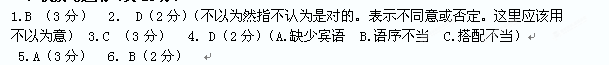 1.B （3分） 2. D（2分）（不以为然指不认为是对的。表示不同意或否定。这里应该用
不以为意） 3.C （3分） 4. D（2分）（A.缺少宾语 B.语序不当 C.搭配不当）↵
5.A（3分） 6. B（2分） ↵